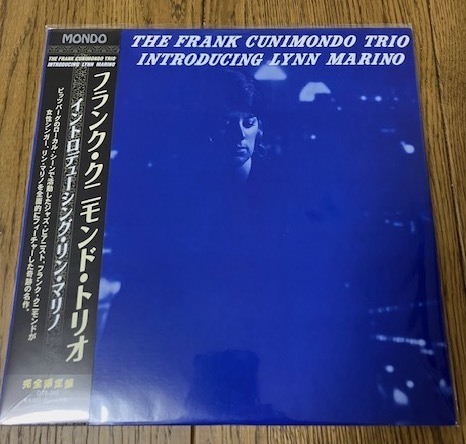 MONDO
THE FRANK CUNIMONDO TRIO
INTRODUCING LYNN MARINO
THE FRANK CUNIMONDO TRIO
INTRODUCING LYNN MARINO
フランク・クニモンド・トリオ
イントロデューシング・リン・マリノ
ピッツバーグのローカル・シーンで活動したジャズ・ピアニスト、フランク・クニモンドが
女性シンガー、リン・マリノを全面的にフィーチャーした奇跡の名作。
完全限定盤